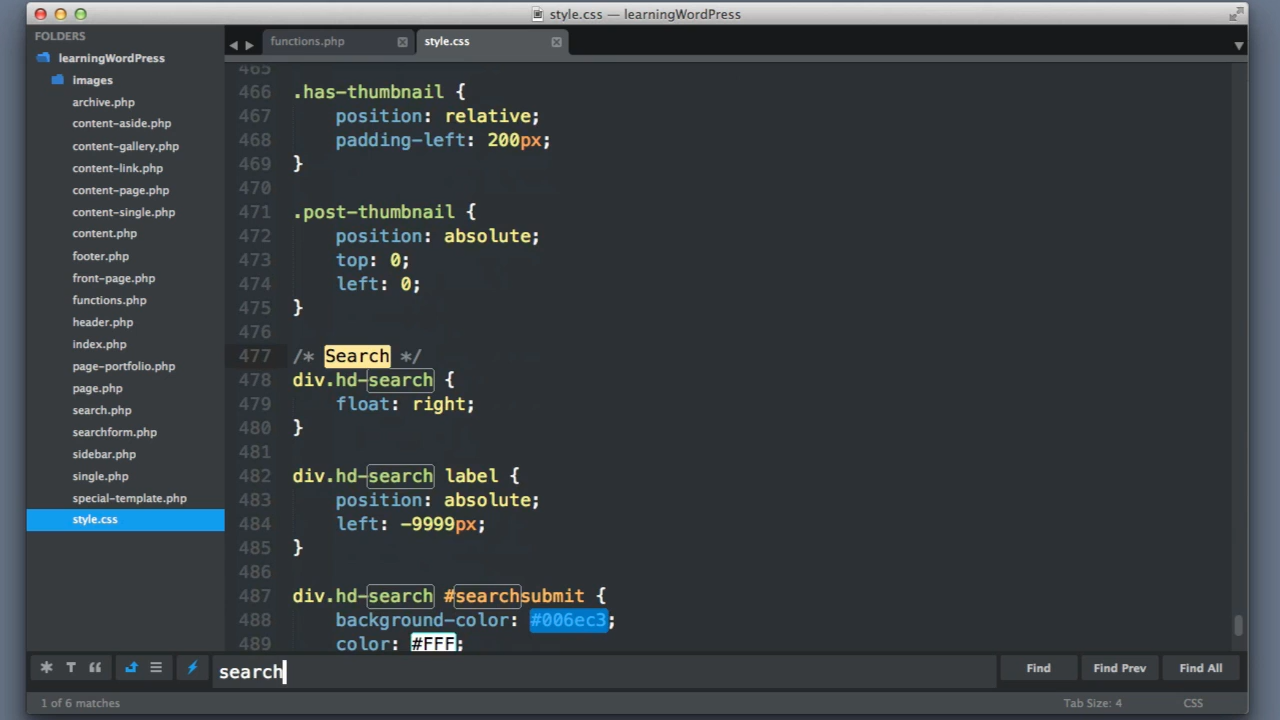 style.css — learningWordPress
FOLDERS
learningWordPress
images
archive.php
content-aside.php
content-gallery.php
content-link.php
content-page.php
content-single.php
content.php
footer.php
front-page.php
functions.php
header.php
index.php
page-portfolio.php
page.php
search.php
searchform.php
sidebar.php
single.php
special-template.php
style.css
functions.php
style.css
465
466 .has-thumbnail {
467 position: relative;
468 padding-left: 200px;
469 }
470
471 .post-thumbnail {
472 position: absolute;
473 top: 0;
474 left: 0;
475 }
476
477 /* Search */
478 div.hd-search {
479 float: right;
480 }
481
482 div.hd-search label {
483 position: absolute;
484 left: -9999px;
485 }
486
487 div.hd-search #searchsubmit {
488 background-color: #006ec3;
489 color: #FFF;
search
Find Find Prev Find All
1 of 6 matches
Tab Size: 4 CSS